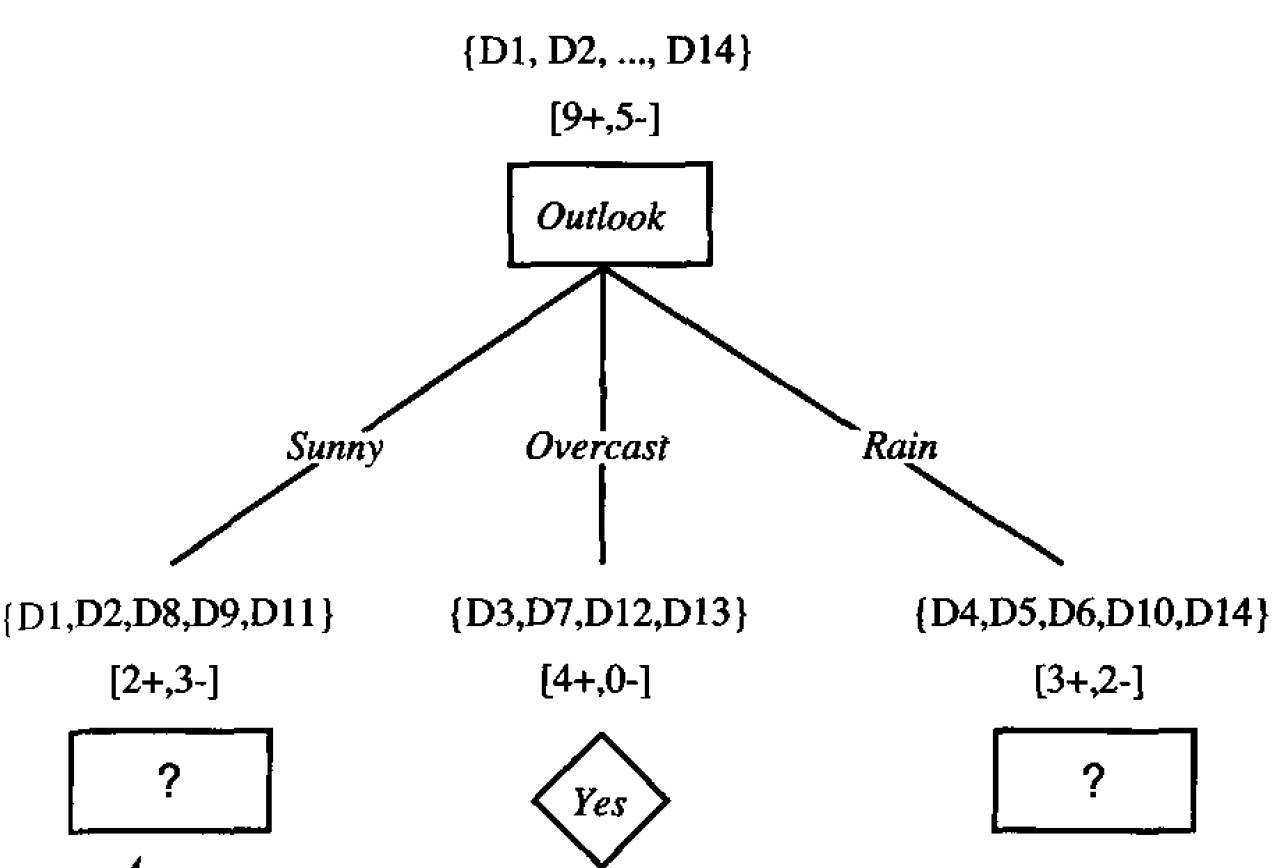 {D1, D2, ..., D14}
[9+,5-]
Outlook
Sunny Overcast Rain
{D1,D2,D8,D9,D11} {D3,D7,D12,D13} {D4,D5,D6,D10,D14}
[2+,3-] [4+,0-] [3+,2-]
? Yes ?